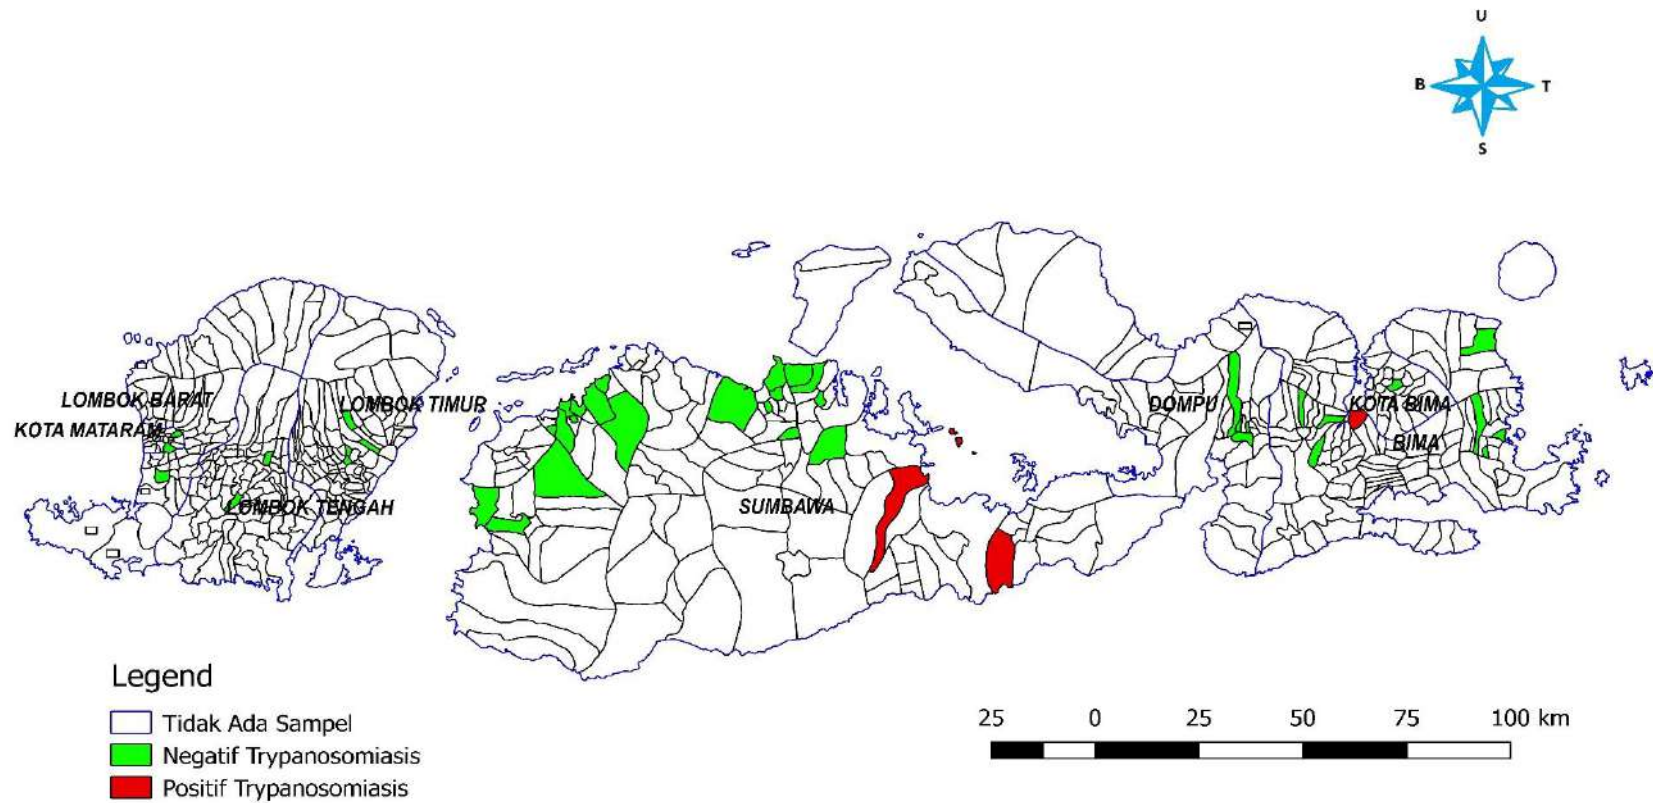 U
B
T
S
LOMBOK BARAT
LOMBOK TIMUR
KOTA MATARAM
LOMBOK TENGAH
SUMBAWA
DOMPU
KOTA BIMA
BIMA
Legend
Tidak Ada Sampel
Negatif Trypanosomiasis
Positif Trypanosomiasis
25 0 25 50 75 100 km